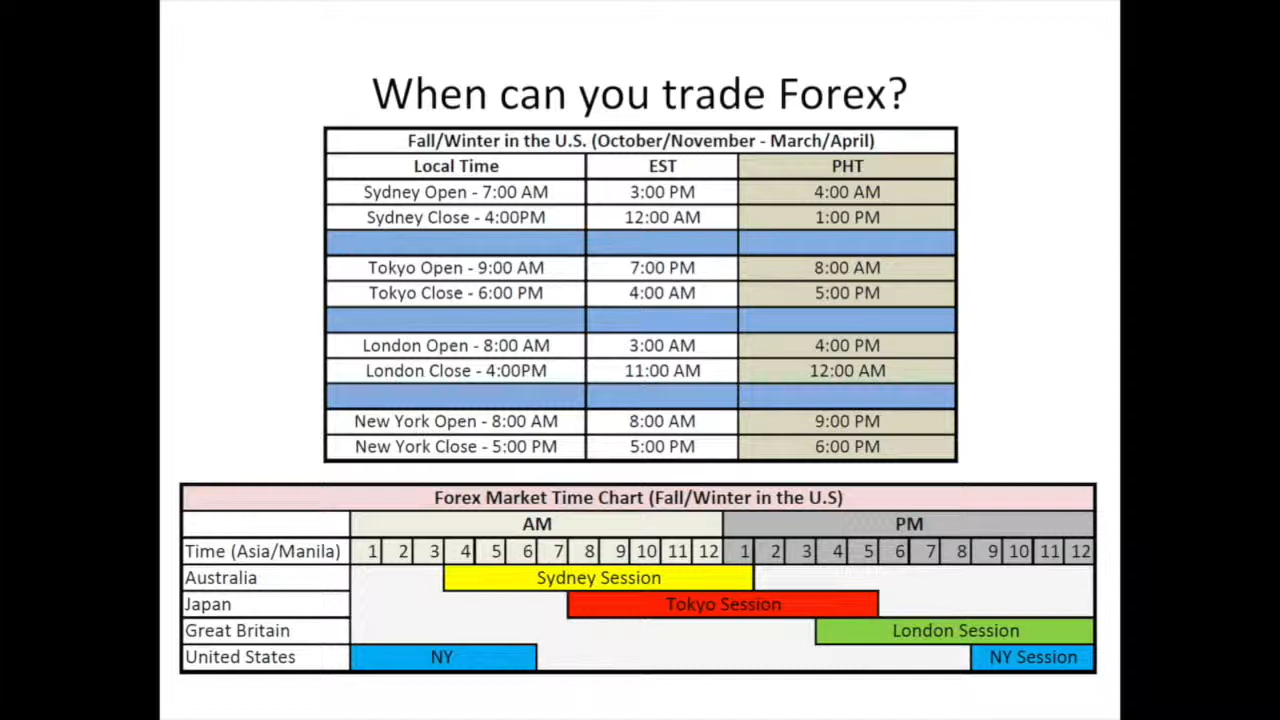 When can you trade Forex?
Fall/Winter in the U.S. (October/November - March/April)
Local Time EST PHT
Sydney Open - 7:00 AM 3:00 PM 4:00 AM
Sydney Close - 4:00PM 12:00 AM 1:00 PM
Tokyo Open - 9:00 AM 7:00 PM 8:00 AM
Tokyo Close - 6:00 PM 4:00 AM 5:00 PM
London Open - 8:00 AM 3:00 AM 4:00 PM
London Close - 4:00PM 11:00 AM 12:00 AM
New York Open - 8:00 AM 8:00 AM 9:00 PM
New York Close - 5:00 PM 5:00 PM 6:00 PM
Forex Market Time Chart (Fall/Winter in the U.S)
AM PM
Time (Asia/Manila) 1 2 3 4 5 6 7 8 9 10 11 12 1 2 3 4 5 6 7 8 9 10 11 12
Australia Sydney Session
Japan Tokyo Session
Great Britain London Session
United States NY NY Session